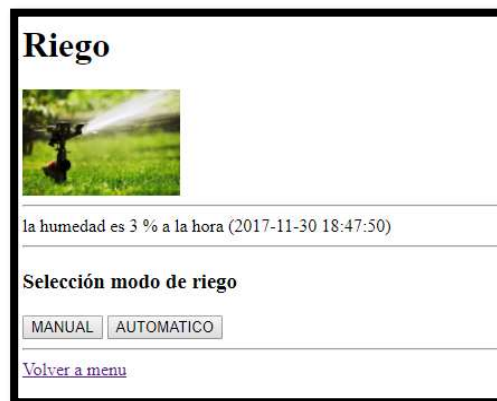 Riego
la humedad es 3 % a la hora (2017-11-30 18:47:50)
Selección modo de riego
MANUAL AUTOMATICO
Volver a menu